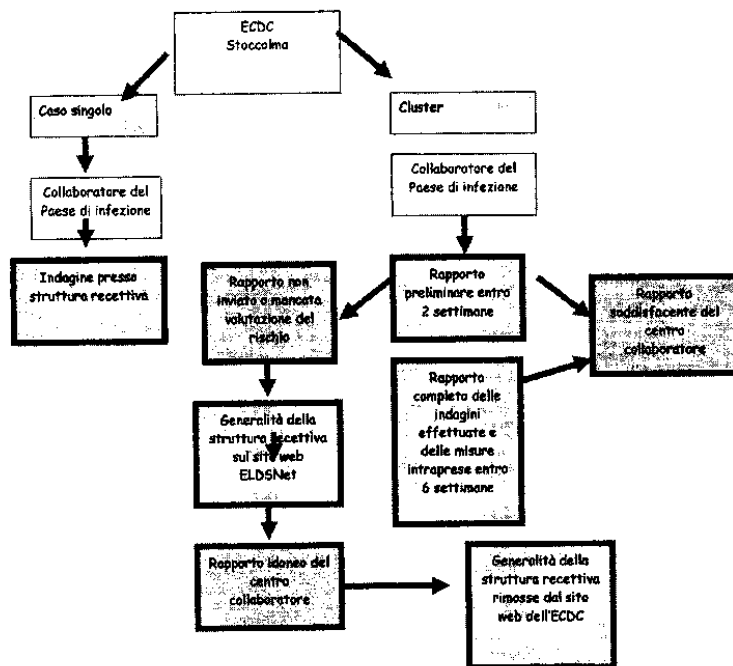 ECDC
Stoccolma
Caso singolo
Cluster
Collaboratore del
Paese di infezione
Collaboratore del
Paese di infezione
Indagine presso
struttura recettiva
Rapporto non
inviato o mancata
valutazione del
rischio
Rapporto
preliminare entro
2 settimane
Rapporto
soddisfacente del
centro
collaboratore
Rapporto
completo delle
indagini
effettuate e
delle misure
intraprese entro
6 settimane
Generalità della
struttura recettiva
sul sito web
ELDSNet
Rapporto idoneo del
centro
collaboratore
Generalità della
struttura recettiva
rimosse dal sito
web dell'ECDC